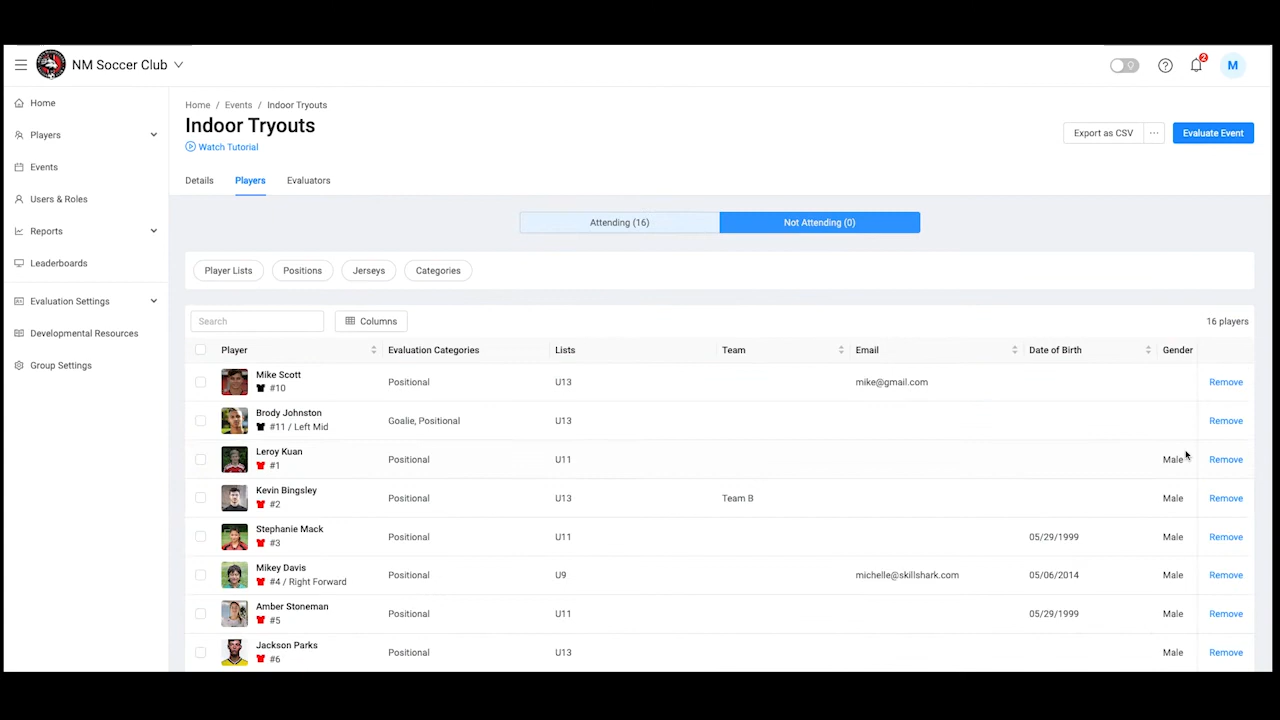 NM Soccer Club
2
M
Home
Players
Events
Users & Roles
Reports
Leaderboards
Evaluation Settings
Developmental Resources
Group Settings
Home / Events / Indoor Tryouts
Indoor Tryouts
Watch Tutorial
Export as CSV ... Evaluate Event
Details Players Evaluators
Attending (16) Not Attending (0)
Player Lists Positions Jerseys Categories
Search Columns 16 players
Player Evaluation Categories Lists Team Email Date of Birth Gender
Mike Scott
#10 Positional U13 mike@gmail.com Remove
Brody Johnston
#11 / Left Mid Goalie, Positional U13 Remove
Leroy Kuan
#1 Positional U11 Male Remove
Kevin Bingsley
#2 Positional U13 Team B Male Remove
Stephanie Mack
#3 Positional U11 05/29/1999 Male Remove
Mikey Davis
#4 / Right Forward Positional U9 michelle@skillshark.com 05/06/2014 Male Remove
Amber Stoneman
#5 Positional U11 05/29/1999 Male Remove
Jackson Parks
#6 Positional U13 Male Remove